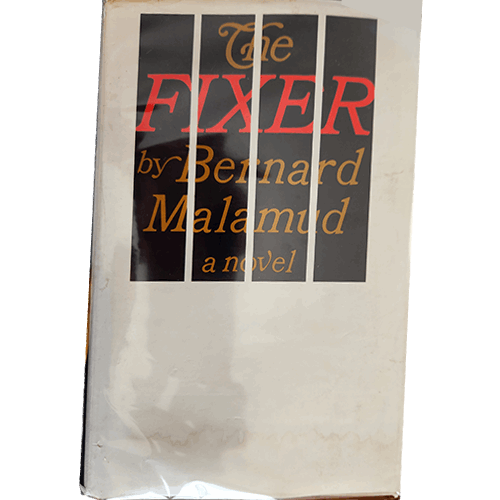 The
FIXER
by Bernard
Malamud
a novel